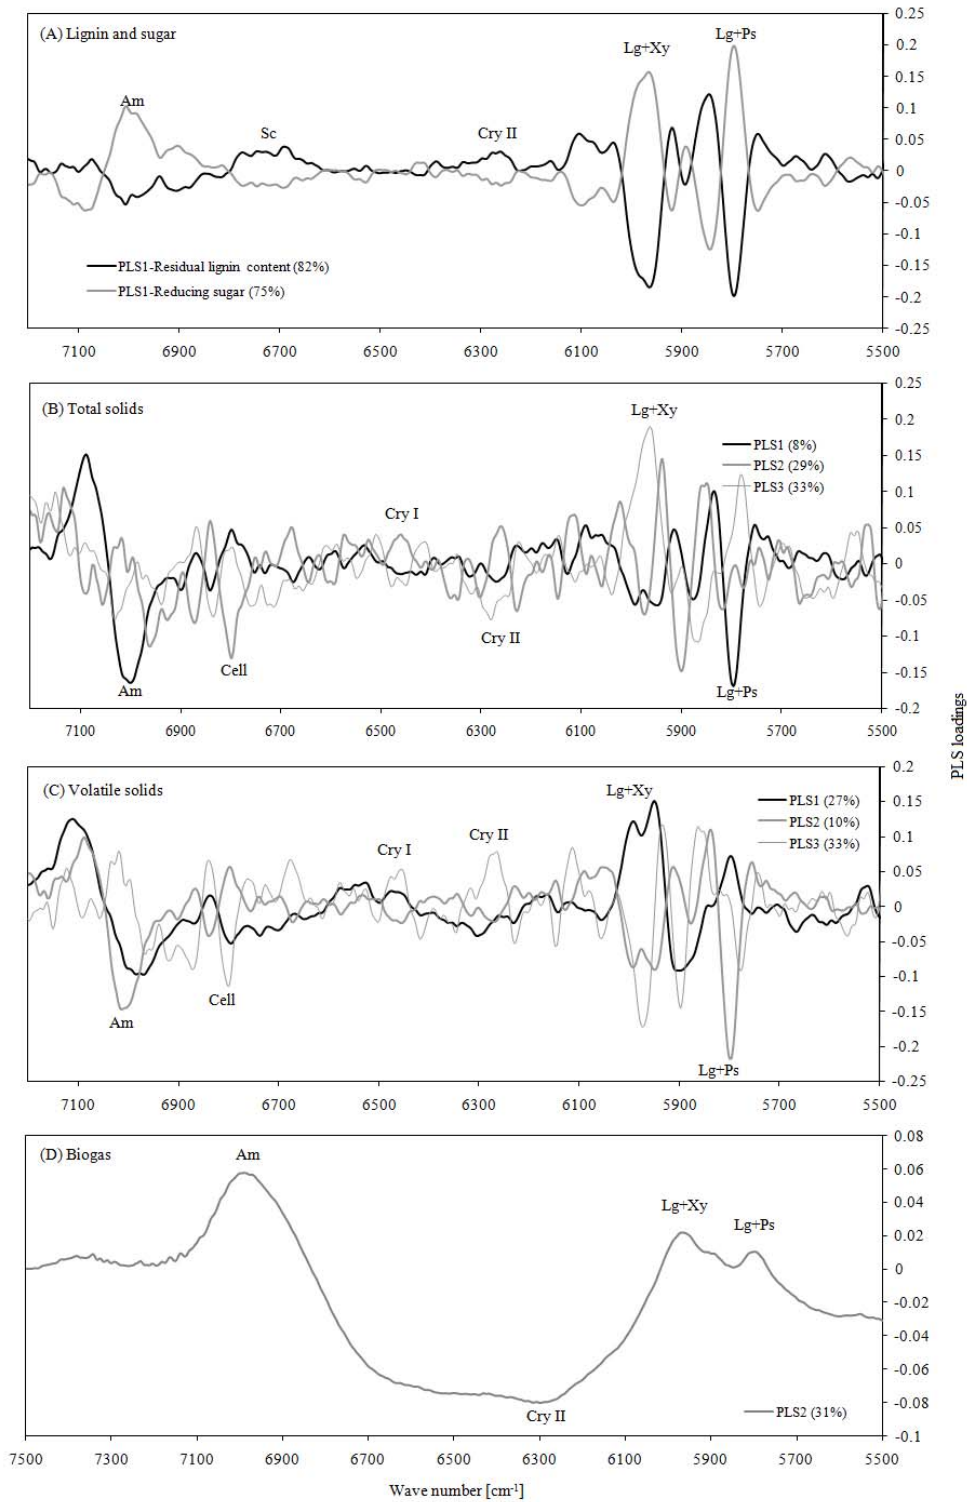 (A) Lignin and sugar
Am
Sc
Cry II
Lg+Xy
Lg+Ps
PLS1-Residual lignin content (82%)
PLS1-Reducing sugar (75%)
0.25
0.2
0.15
0.1
0.05
0
-0.05
-0.1
-0.15
-0.2
-0.25
7100 6900 6700 6500 6300 6100 5900 5700 5500
(B) Total solids
Lg+Xy
PLS1 (8%)
PLS2 (29%)
PLS3 (33%)
Cry I
Cry II
Cell
Am
Lg+Ps
0.25
0.2
0.15
0.1
0.05
0
-0.05
-0.1
-0.15
-0.2
7100 6900 6700 6500 6300 6100 5900 5700 5500
PLS loadings
(C) Volatile solids
Lg+Xy
PLS1 (27%)
PLS2 (10%)
PLS3 (33%)
Cry I
Cry II
Cell
Am
Lg+Ps
0.2
0.15
0.1
0.05
0
-0.05
-0.1
-0.15
-0.2
-0.25
7100 6900 6700 6500 6300 6100 5900 5700 5500
(D) Biogas
Am
Lg+Xy
Lg+Ps
Cry II
PLS2 (31%)
0.08
0.06
0.04
0.02
0
-0.02
-0.04
-0.06
-0.08
-0.1
7500 7300 7100 6900 6700 6500 6300 6100 5900 5700 5500
Wave number [cm-1]